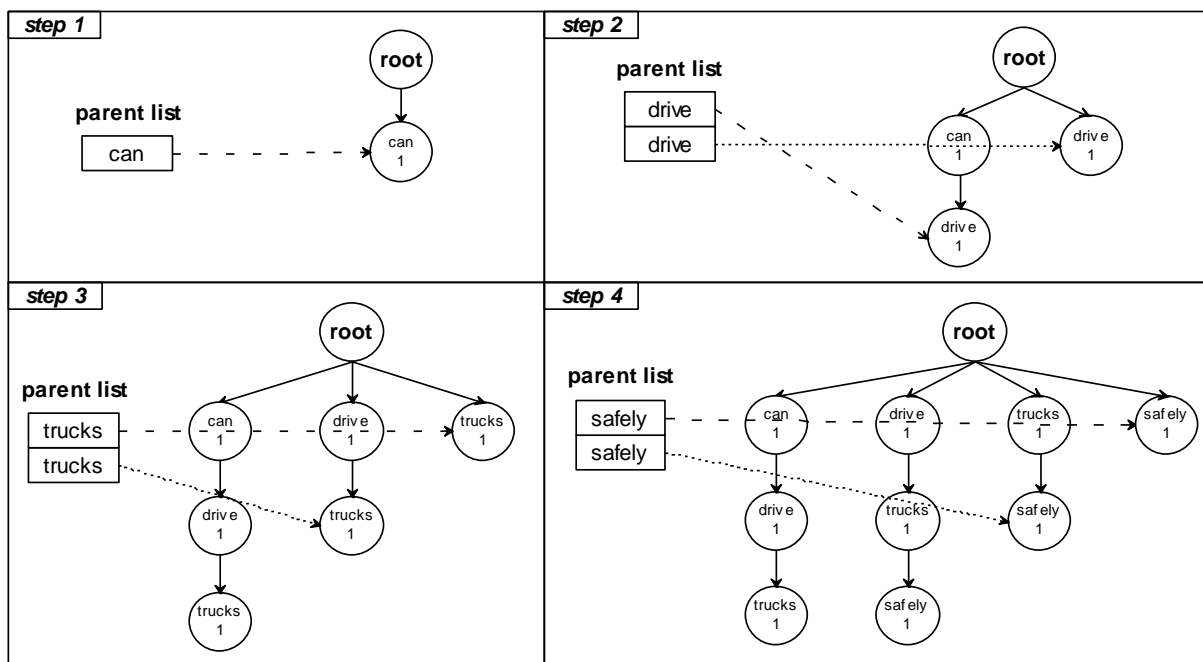 step 1
root
parent list
can
can
1
step 2
root
parent list
drive
drive
can
1
drive
1
drive
1
step 3
root
parent list
trucks
trucks
can
1
drive
1
trucks
1
drive
1
trucks
1
trucks
1
step 4
root
parent list
safely
safely
can
1
drive
1
trucks
1
safely
1
drive
1
trucks
1
safely
1
trucks
1
safely
1